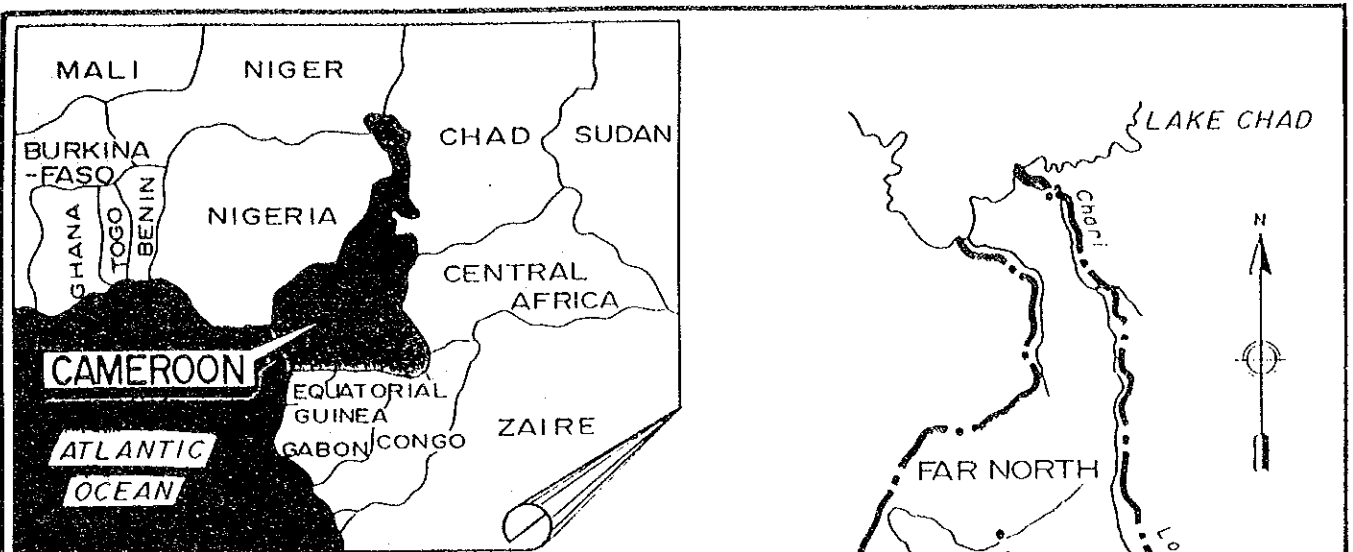 MALI
NIGER
CHAD
SUDAN
BURKINA
-FASO
GHANA
TOGO
BENIN
NIGERIA
CENTRAL
AFRICA
CAMEROON
EQUATORIAL
GUINEA
GABON
CONGO
ZAIRE
ATLANTIC
OCEAN
LAKE CHAD
Chari
N
FAR NORTH
Lo